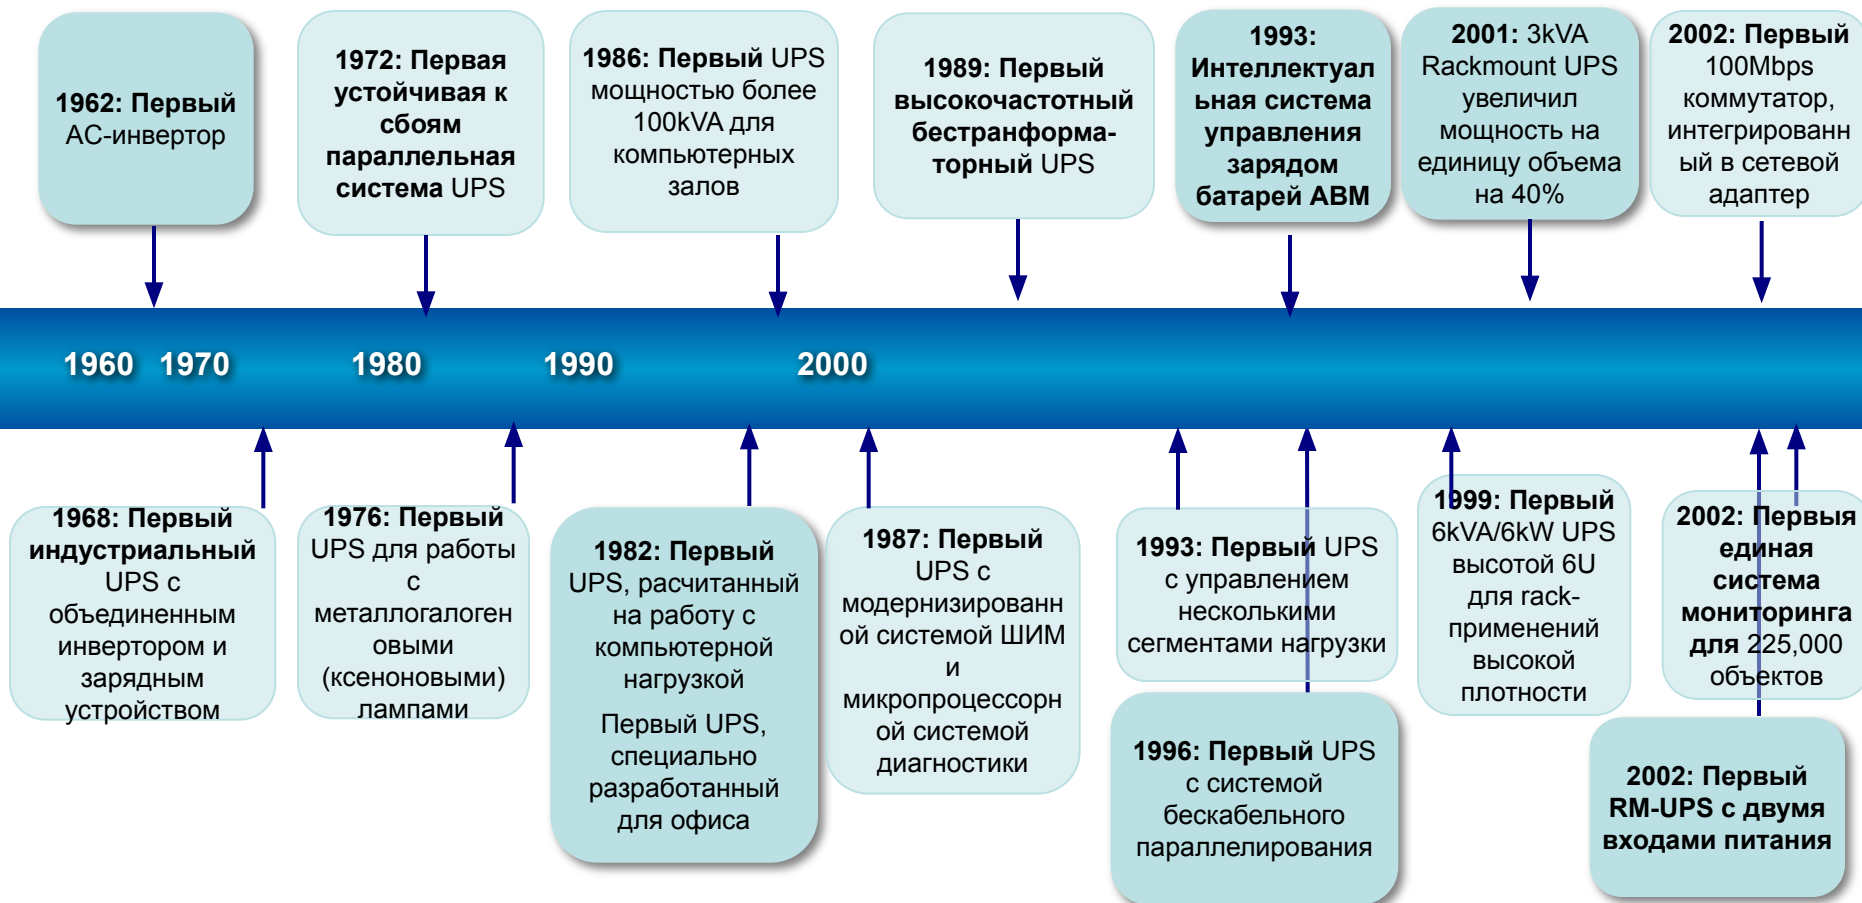 1962: Первый
AC-инвертор
1972: Первая
устойчивая к
сбоям
параллельная
система UPS
1986: Первый UPS
мощностью более
100kVA для
компьютерных
залов
1989: Первый
высокочастотный
бестранформа-
торный UPS
1993:
Интеллектуал
ьная система
управления
зарядом
батарей ABM
2001: 3kVA
Rackmount UPS
увеличил
мощность на
единицу объема
на 40%
2002: Первый
100Mbps
коммутатор,
интегрированн
ый в сетевой
адаптер
1960 1970 1980 1990 2000
1968: Первый
индустриальный
UPS с
объединенным
инвертором и
зарядным
устройством
1976: Первый
UPS для работы
с
металлогалоген
овыми
(ксеноновыми)
лампами
1982: Первый
UPS, расчитанный
на работу с
компьютерной
нагрузкой
Первый UPS,
специально
разработанный
для офиса
1987: Первый
UPS с
модернизированн
ой системой ШИМ
и
микропроцессорн
ой системой
диагностики
1993: Первый UPS
с управлением
несколькими
сегментами нагрузки
1996: Первый UPS
с системой
бескабельного
параллелирования
1999: Первый
6kVA/6kW UPS
высотой 6U
для rack-
применений
высокой
плотности
2002: Первыя
единая
система
мониторинга
для 225,000
объектов
2002: Первый
RM-UPS с двумя
входами питания